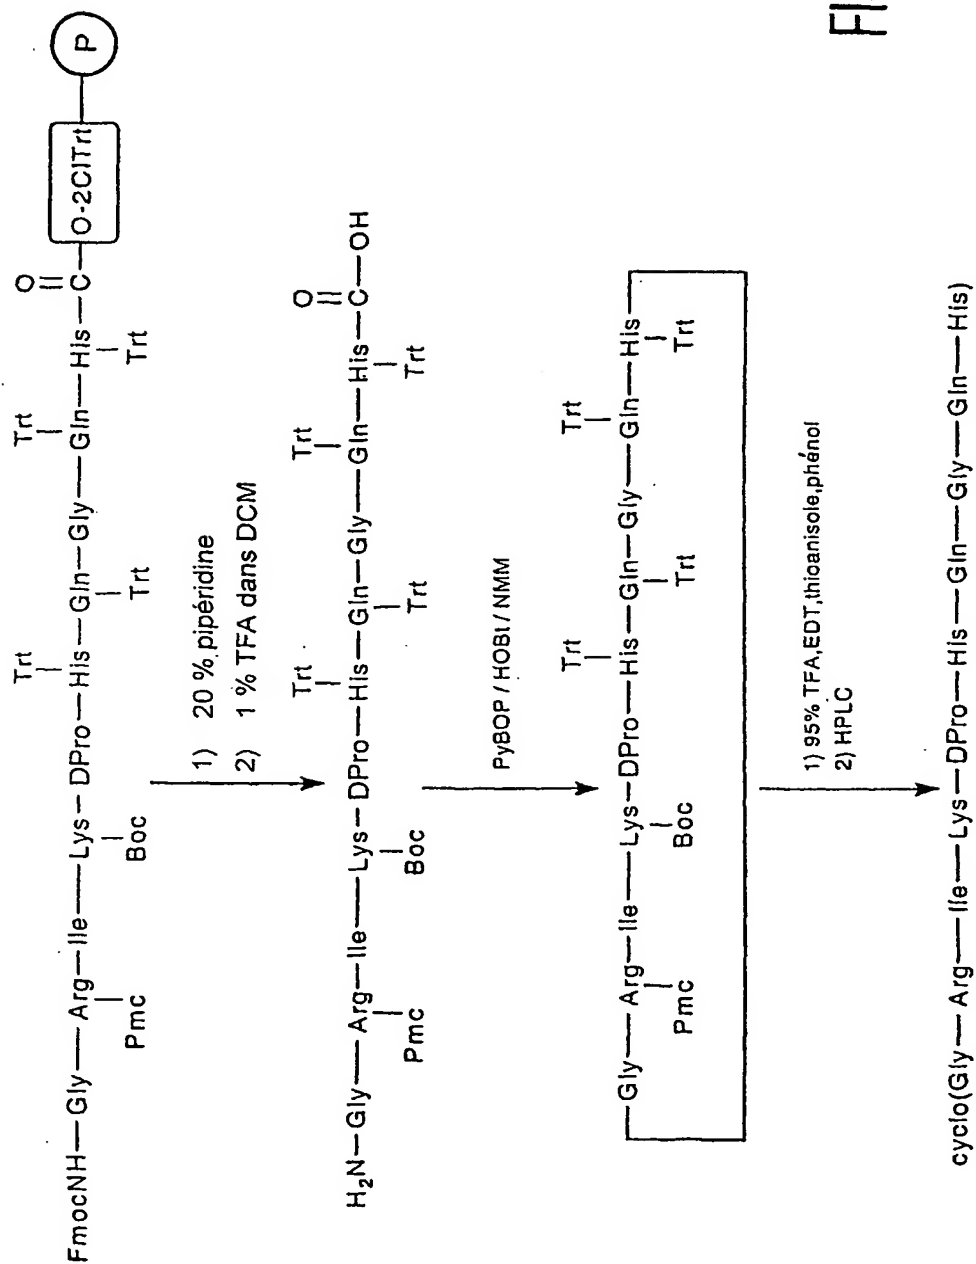 FmocNH—Gly—Arg—Ile—Lys—DPro—His—Gln—Gly—Gln—His—C—O-2ClTrt—P
O
Pmc
Boc
Trt
Trt
Trt
Trt
1) 20 % pipéridine
2) 1 % TFA dans DCM
H₂N—Gly—Arg—Ile—Lys—DPro—His—Gln—Gly—Gln—His—C—OH
O
Pmc
Boc
Trt
Trt
Trt
Trt
PyBOP / HOBt / NMM
Gly—Arg—Ile—Lys—DPro—His—Gln—Gly—Gln—His
Pmc
Boc
Trt
Trt
Trt
Trt
1) 95% TFA,EDT,thioanisole,phénol
2) HPLC
cyclo(Gly—Arg—Ile—Lys—DPro—His—Gln—Gly—Gln—His)